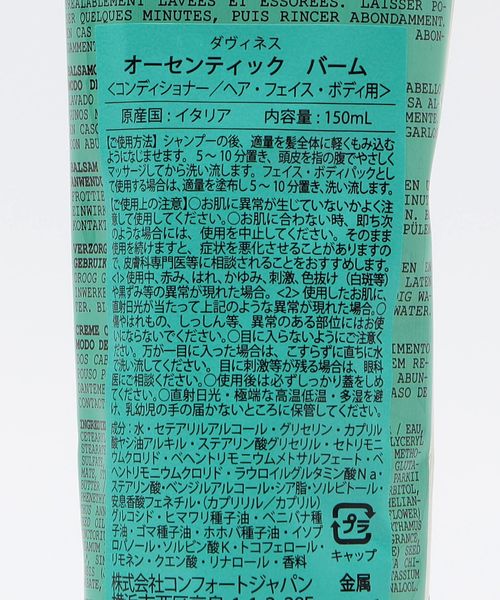 REALABLEMENT LAVÉES ET ESSORÉES. LAISSER
QUELQUES MINUTES, PUIS RINCER ABONDAMMENT.
ダヴィネス
オーセンティック バーム
<コンディショナー/ヘア・フェイス・ボディ用>
原産国:イタリア 内容量:150mL
【ご使用方法】シャンプーの後、適量を髪全体に軽くもみ込む
ようになじませます。5~10分置き、頭皮を指の腹でやさしく
マッサージしてから洗い流します。フェイス・ボディパックとし
て使用する場合は、適量を塗布し5~10分置き、洗い流します。
【ご使用上の注意】○お肌に異常が生じていないかよく注
意して使用してください。○お肌に合わない時、即ち次
のような場合には、使用を中止してください。そのまま
使用を続けますと、症状を悪化させることがありますの
で、皮膚科専門医等に相談されることをおすすめします。
<1>使用中、赤み、はれ、かゆみ、刺激、色抜け(白斑等)
や黒ずみ等の異常が現れた場合。<2>使用したお肌に、
直射日光が当たって上記のような異常が現れた場合。○
傷やはれもの、しっしん等、異常のある部位にはお使
いにならないでください。○目に入らないようにご注意く
ださい。万が一目に入った場合は、こすらずに直ちに水
で洗い流してください。目に刺激等が残る場合は、眼科
医にご相談ください。○使用後は必ずしっかり蓋をしめ
てください。○直射日光・極端な高温低温・多湿を避
け、乳幼児の手の届かないところに保管してください。
成分:水・セテアリルアルコール・グリセリン・カプリル
酸ヤシ油アルキル・ステアリン酸グリセリル・セトリモニ
ウムクロリド・ベヘントリモニウムメトサルフェート・ベ
ヘントリモニウムクロリド・ラウロイルグルタミン酸Na・
ステアリン酸・ベンジルアルコール・シア脂・ソルビトール・
安息香酸フェネチル・(カプリリル/カプリル)
グルコシド・ヒマワリ種子油・ベニバナ種
子油・ゴマ種子油・ホホバ種子油・イソプ
ロパノール・ソルビン酸K・トコフェロール・
リモネン・クエン酸・リナロール・香料
プラ
キャップ
株式会社コンフォートジャパン 金属